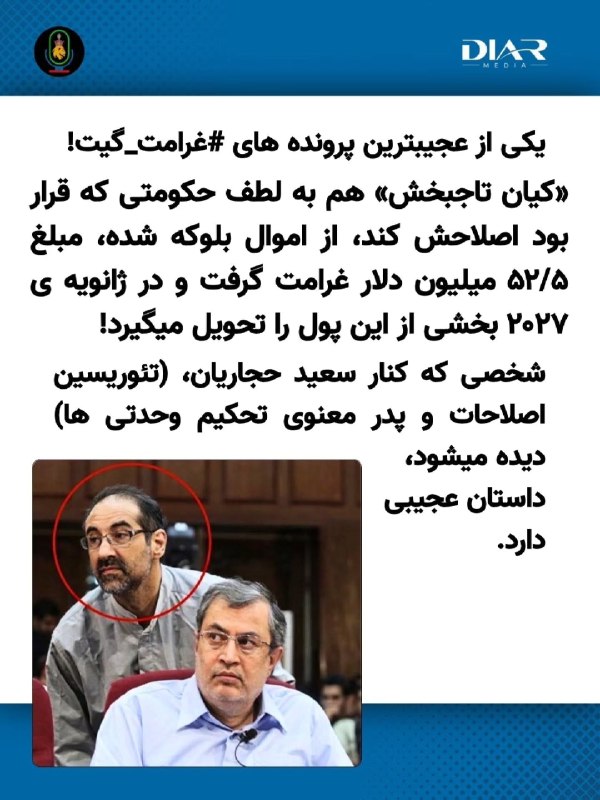 DIAR
MEDIA
یکی از عجیبترین پرونده های #غرامت_گیت!
«کیان تاجبخش» هم به لطف حکومتی که قرار
بود اصلاحش کند، از اموال بلوکه شده، مبلغ
۵۲/۵ میلیون دلار غرامت گرفت و در ژانویه ی
۲۰۲۷ بخشی از این پول را تحویل میگیرد!
شخصی که کنار سعید حجاریان، (تئوریسین
اصلاحات و پدر معنوی تحکیم وحدتی ها)
دیده میشود،
داستان عجیبی
دارد.